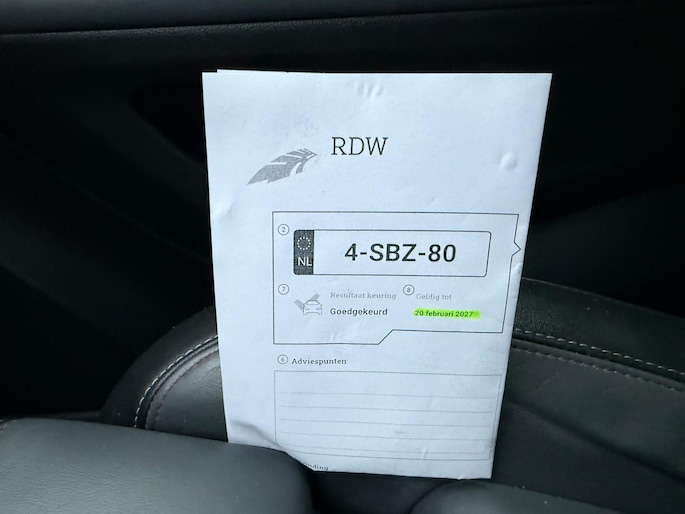 RDW
2
NL 4-SBZ-80
7 Resultaat keuring 8 Geldig tot
Goedgekeurd 20 februari 2027
6 Adviespunten